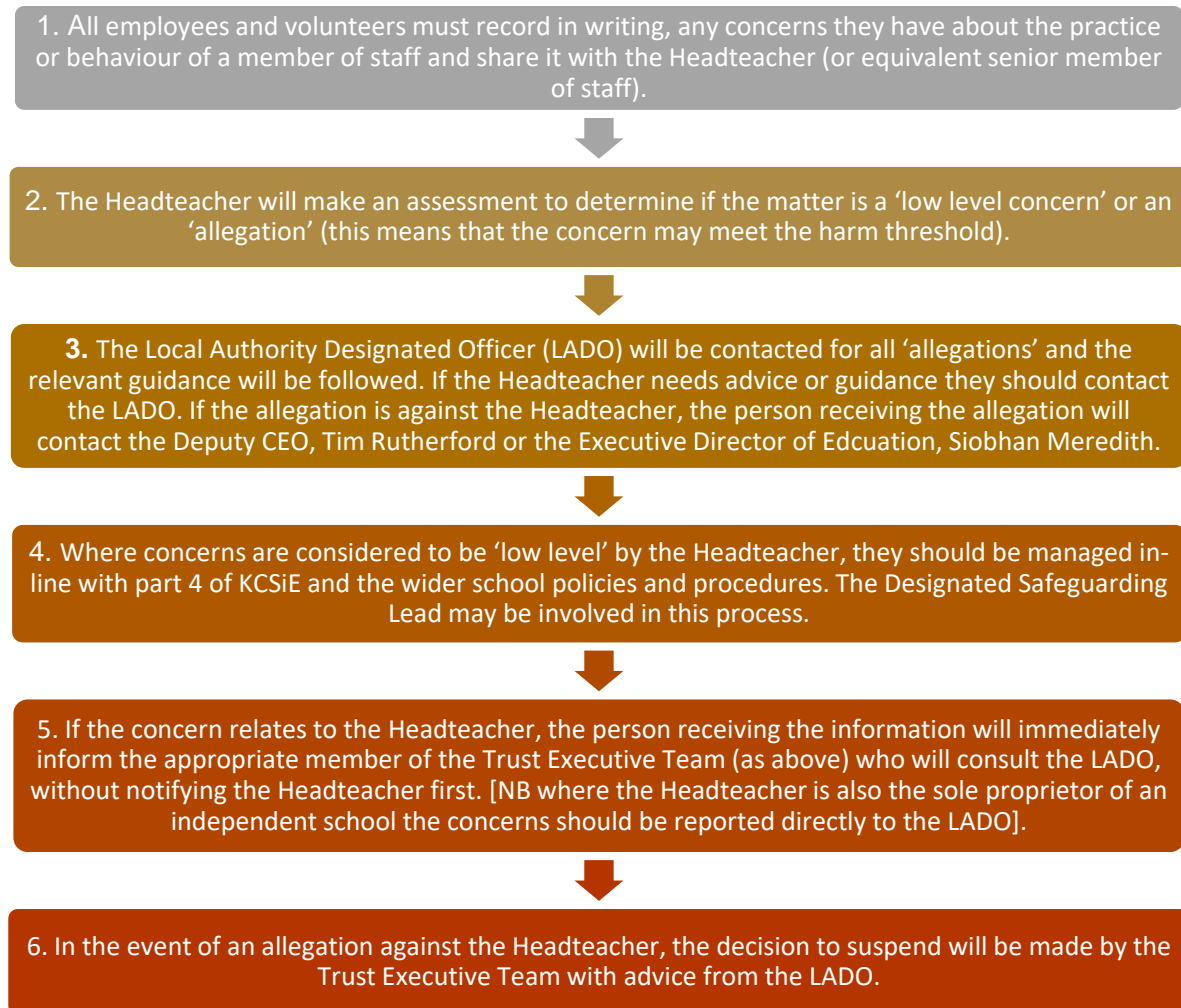 1. All employees and volunteers must record in writing, any concerns they have about the practice
or behaviour of a member of staff and share it with the Headteacher (or equivalent senior member
of staff).
2. The Headteacher will make an assessment to determine if the matter is a ‘low level concern’ or an
‘allegation’ (this means that the concern may meet the harm threshold).
3. The Local Authority Designated Officer (LADO) will be contacted for all ‘allegations’ and the
relevant guidance will be followed. If the Headteacher needs advice or guidance they should contact
the LADO. If the allegation is against the Headteacher, the person receiving the allegation will
contact the Deputy CEO, Tim Rutherford or the Executive Director of Edcuation, Siobhan Meredith.
4. Where concerns are considered to be ‘low level’ by the Headteacher, they should be managed in-
line with part 4 of KCSiE and the wider school policies and procedures. The Designated Safeguarding
Lead may be involved in this process.
5. If the concern relates to the Headteacher, the person receiving the information will immediately
inform the appropriate member of the Trust Executive Team (as above) who will consult the LADO,
without notifying the Headteacher first. [NB where the Headteacher is also the sole proprietor of an
independent school the concerns should be reported directly to the LADO].
6. In the event of an allegation against the Headteacher, the decision to suspend will be made by the
Trust Executive Team with advice from the LADO.